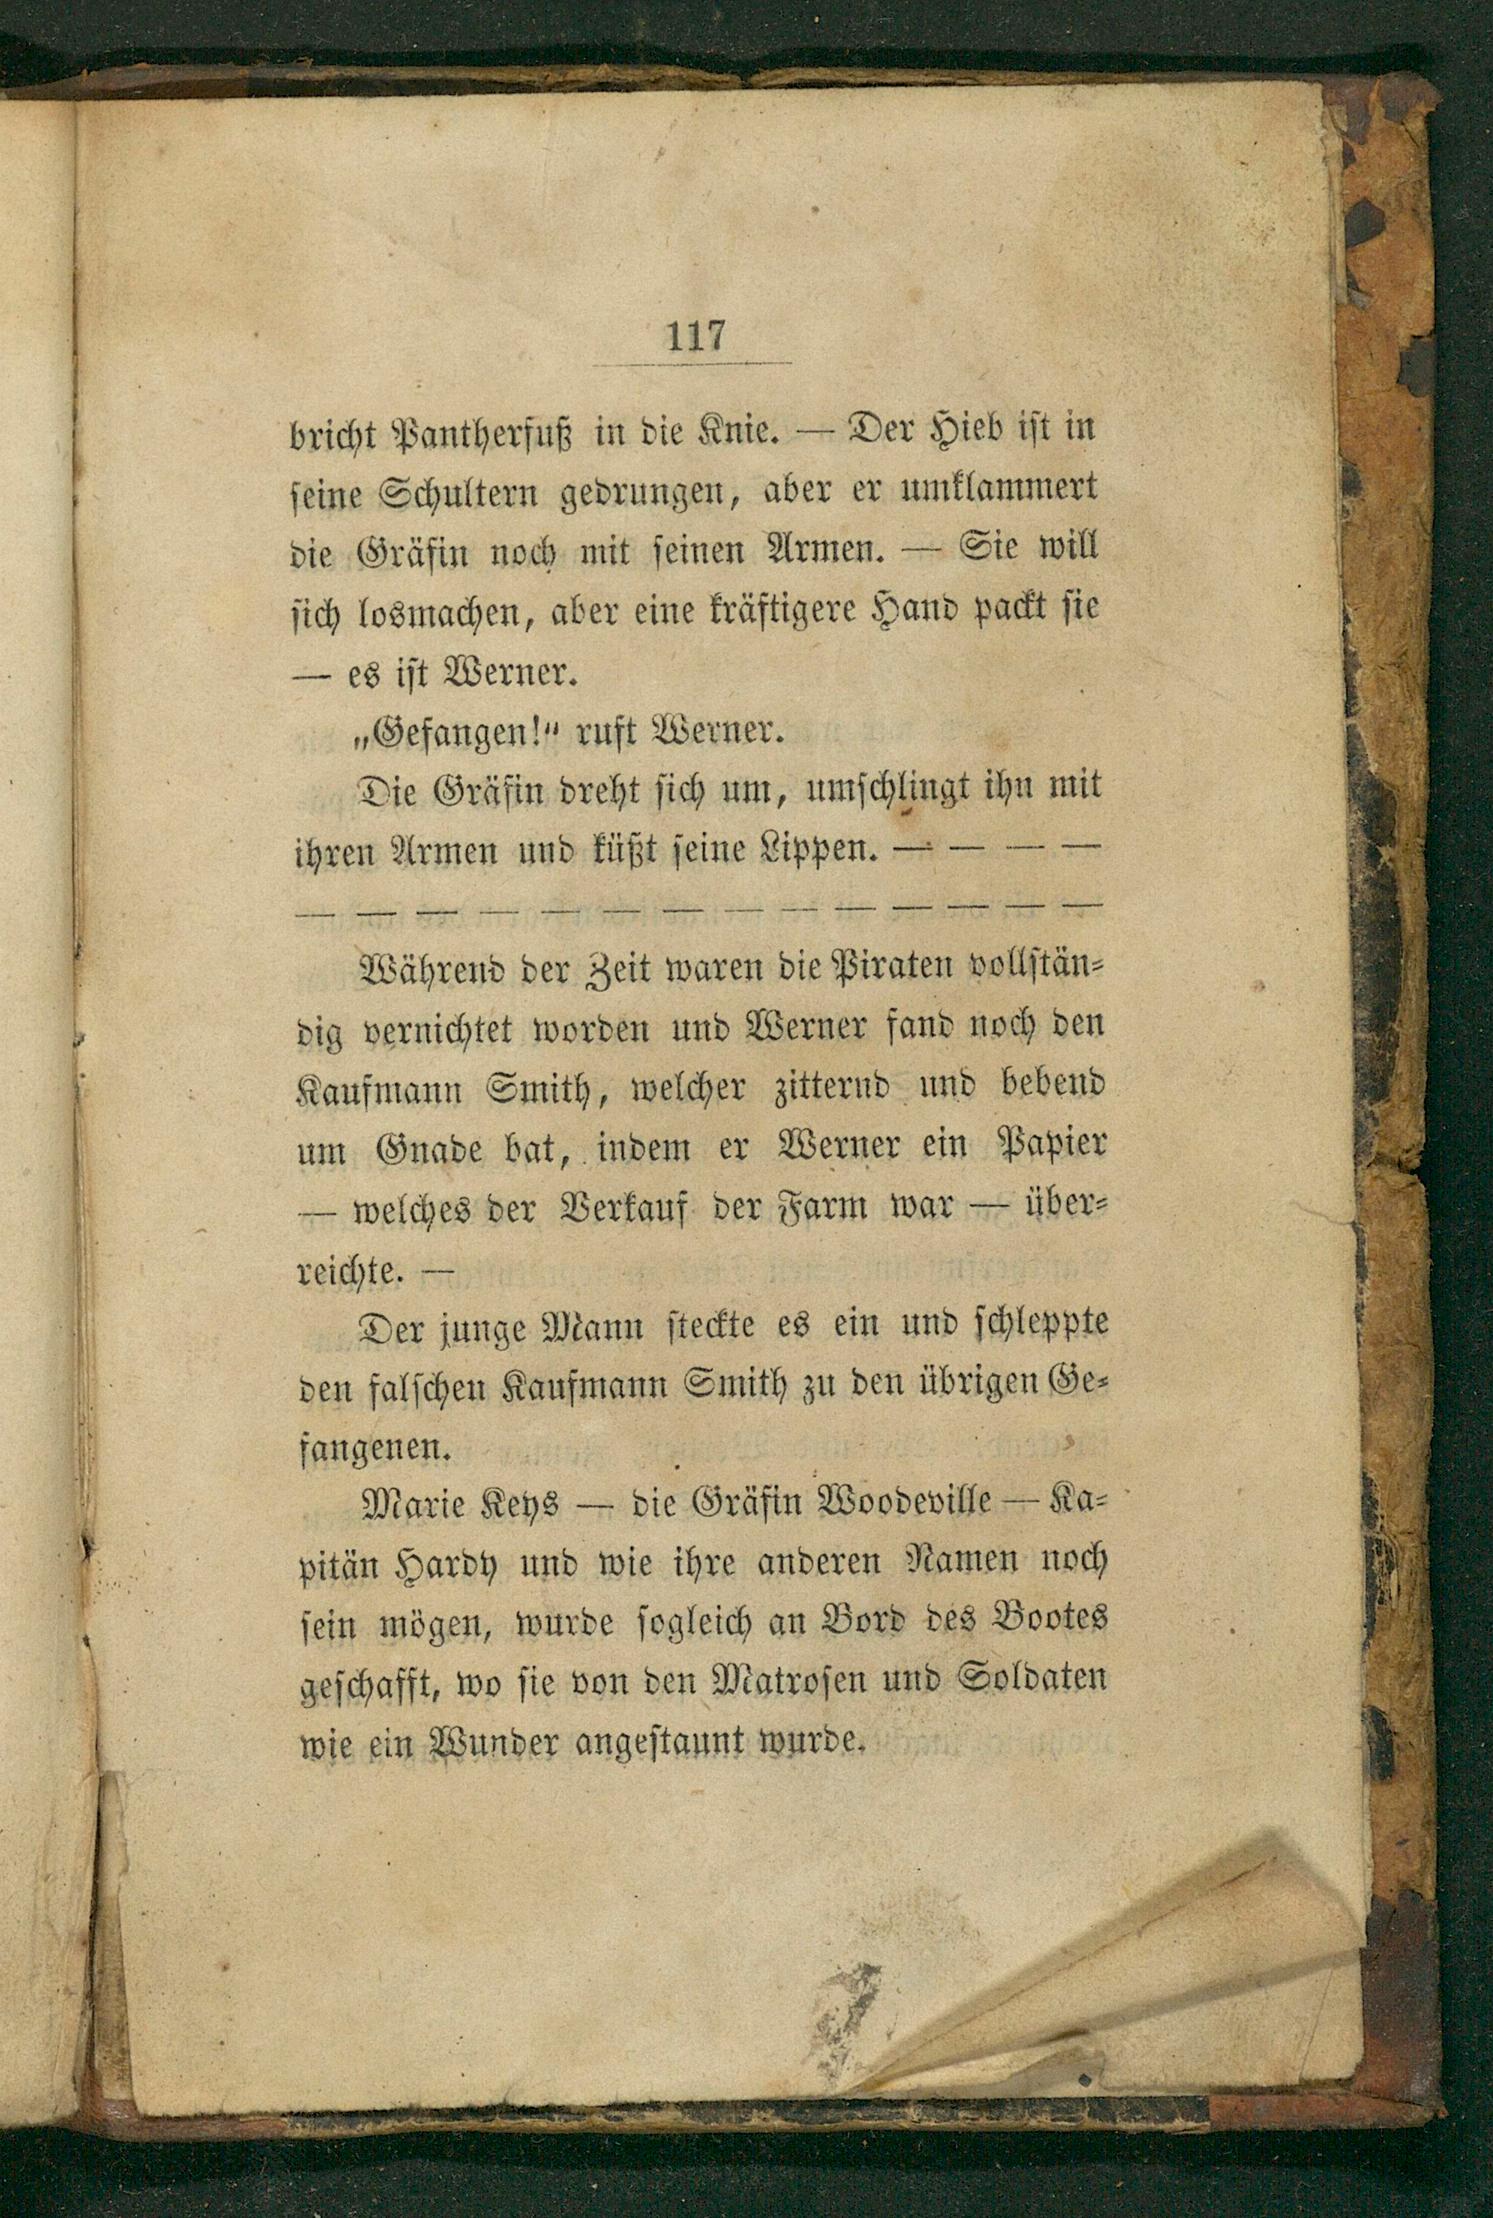 117
bricht Pantherfuß in die Knie. — Der Hieb ist in
seine Schultern gedrungen, aber er umklammert
die Gräfin noch mit seinen Armen. — Sie will
sich losmachen, aber eine kräftigere Hand packt sie
— es ist Werner.
„Gefangen!“ ruft Werner.
Die Gräfin dreht sich um, umschlingt ihn mit
ihren Armen und küßt seine Lippen. — — — —
— — — — — — — — — — — — — —
Während der Zeit waren die Piraten vollstän-
dig vernichtet worden und Werner fand noch den
Kaufmann Smith, welcher zitternd und bebend
um Gnade bat, indem er Werner ein Papier
— welches der Verkauf der Farm war — über-
reichte. —
Der junge Mann steckte es ein und schleppte
den falschen Kaufmann Smith zu den übrigen Ge-
fangenen.
Marie Keys — die Gräfin Woodeville — Ka-
pitän Hardy und wie ihre anderen Namen noch
sein mögen, wurde sogleich an Bord des Bootes
geschafft, wo sie von den Matrosen und Soldaten
wie ein Wunder angestaunt wurde.